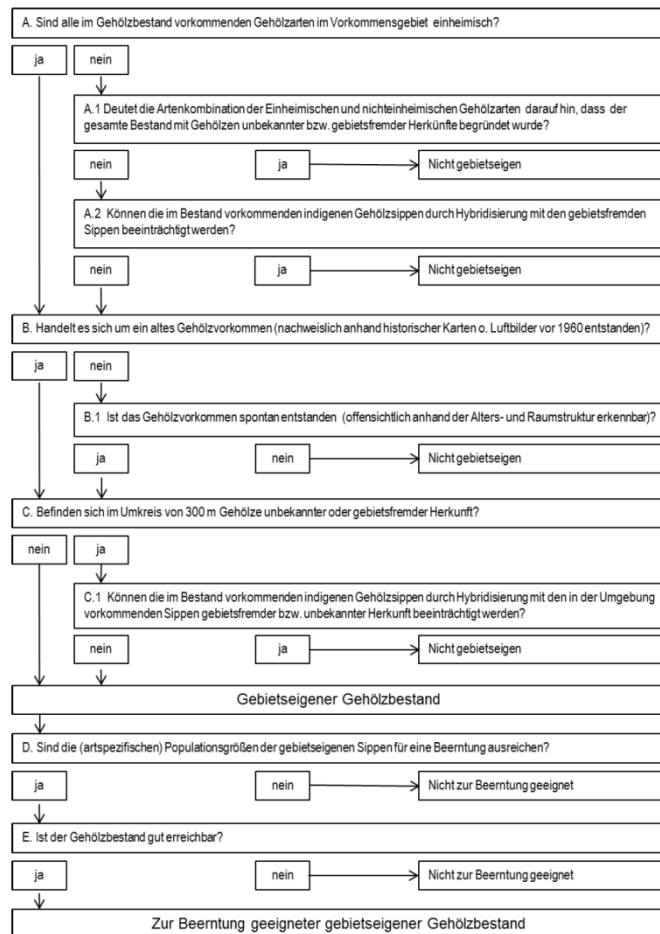 A. Sind alle im Gehölzbestand vorkommenden Gehölzarten im Vorkommensgebiet einheimisch?
ja nein
A.1 Deutet die Artenkombination der Einheimischen und nichteinheimischen Gehölzarten darauf hin, dass der
gesamte Bestand mit Gehölzen unbekannter bzw. gebietsfremder Herkünfte begründet wurde?
nein ja Nicht gebietseigen
A.2 Können die im Bestand vorkommenden indigenen Gehölzsippen durch Hybridisierung mit den gebietsfremden
Sippen beeinträchtigt werden?
nein ja Nicht gebietseigen
B. Handelt es sich um ein altes Gehölzvorkommen (nachweislich anhand historischer Karten o. Luftbilder vor 1960 entstanden)?
ja nein
B.1 Ist das Gehölzvorkommen spontan entstanden (offensichtlich anhand der Alters- und Raumstruktur erkennbar)?
ja nein Nicht gebietseigen
C. Befinden sich im Umkreis von 300 m Gehölze unbekannter oder gebietsfremder Herkunft?
nein ja
C.1 Können die im Bestand vorkommenden indigenen Gehölzsippen durch Hybridisierung mit den in der Umgebung
vorkommenden Sippen gebietsfremder bzw. unbekannter Herkunft beeinträchtigt werden?
nein ja Nicht gebietseigen
Gebietseigener Gehölzbestand
D. Sind die (artspezifischen) Populationsgrößen der gebietseigenen Sippen für eine Beerntung ausreichen?
ja nein Nicht zur Beerntung geeignet
E. Ist der Gehölzbestand gut erreichbar?
ja nein Nicht zur Beerntung geeignet
Zur Beerntung geeigneter gebietseigener Gehölzbestand